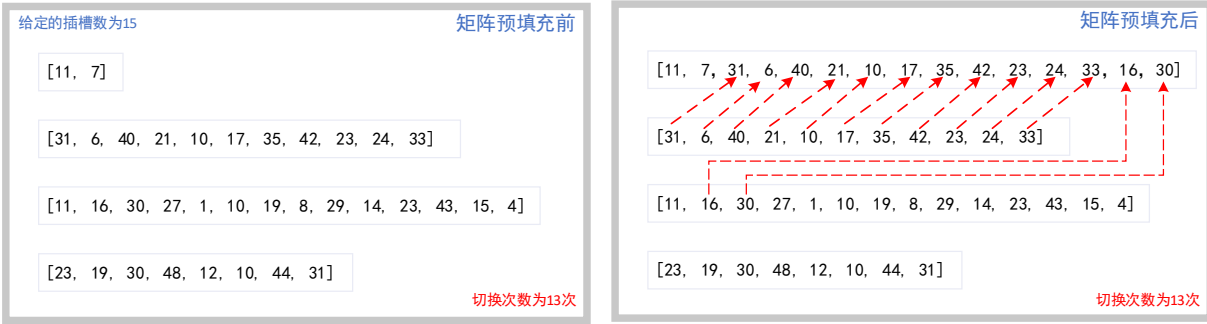 给定的插槽数为15
矩阵预填充前
[11, 7]
[31, 6, 40, 21, 10, 17, 35, 42, 23, 24, 33]
[11, 16, 30, 27, 1, 10, 19, 8, 29, 14, 23, 43, 15, 4]
[23, 19, 30, 48, 12, 10, 44, 31]
切换次数为13次
矩阵预填充后
[11, 7, 31, 6, 40, 21, 10, 17, 35, 42, 23, 24, 33, 16, 30]
[31, 6, 40, 21, 10, 17, 35, 42, 23, 24, 33]
[11, 16, 30, 27, 1, 10, 19, 8, 29, 14, 23, 43, 15, 4]
[23, 19, 30, 48, 12, 10, 44, 31]
切换次数为13次